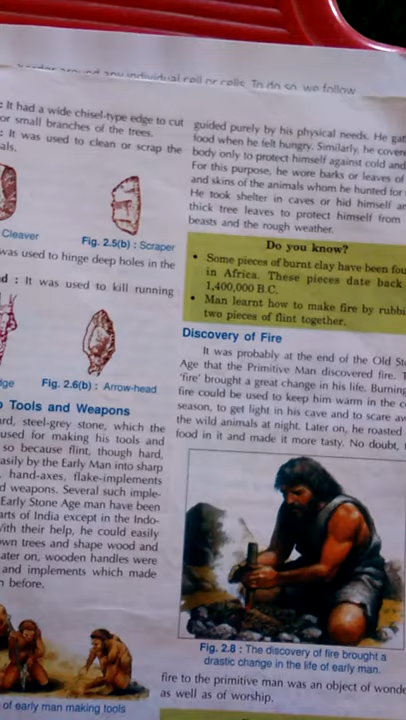 border around any individual cell or cells. To do so, we follow
: It had a wide chisel-type edge to cut
or small branches of the trees.
: It was used to clean or scrap the
als.
Cleaver
Fig. 2.5(b) : Scraper
was used to hinge deep holes in the
d : It was used to kill running
dge
Fig. 2.6(b) : Arrow-head
Tools and Weapons
ard, steel-grey stone, which the
used for making his tools and
so because flint, though hard,
asily by the Early Man into sharp
, hand-axes, flake-implements
d weapons. Several such imple-
Early Stone Age man have been
arts of India except in the Indo-
With their help, he could easily
own trees and shape wood and
ater on, wooden handles were
and implements which made
n before.
of early man making tools
guided purely by his physical needs. He gat
food when he felt hungry. Similarly, he covere
body only to protect himself against cold and
For this purpose, he wore barks or leaves of
and skins of the animals whom he hunted for
He took shelter in caves or hid himself am
thick tree leaves to protect himself from
beasts and the rough weather.
Do you know?
• Some pieces of burnt clay have been fou
in Africa. These pieces date back
1,400,000 B.C.
• Man learnt how to make fire by rubbi
two pieces of flint together.
Discovery of Fire
It was probably at the end of the Old St
Age that the Primitive Man discovered fire. T
'fire' brought a great change in his life. Burning
fire could be used to keep him warm in the c
season, to get light in his cave and to scare aw
the wild animals at night. Later on, he roasted
food in it and made it more tasty. No doubt,
Fig. 2.8 : The discovery of fire brought a
drastic change in the life of early man.
fire to the primitive man was an object of wonde
as well as of worship.